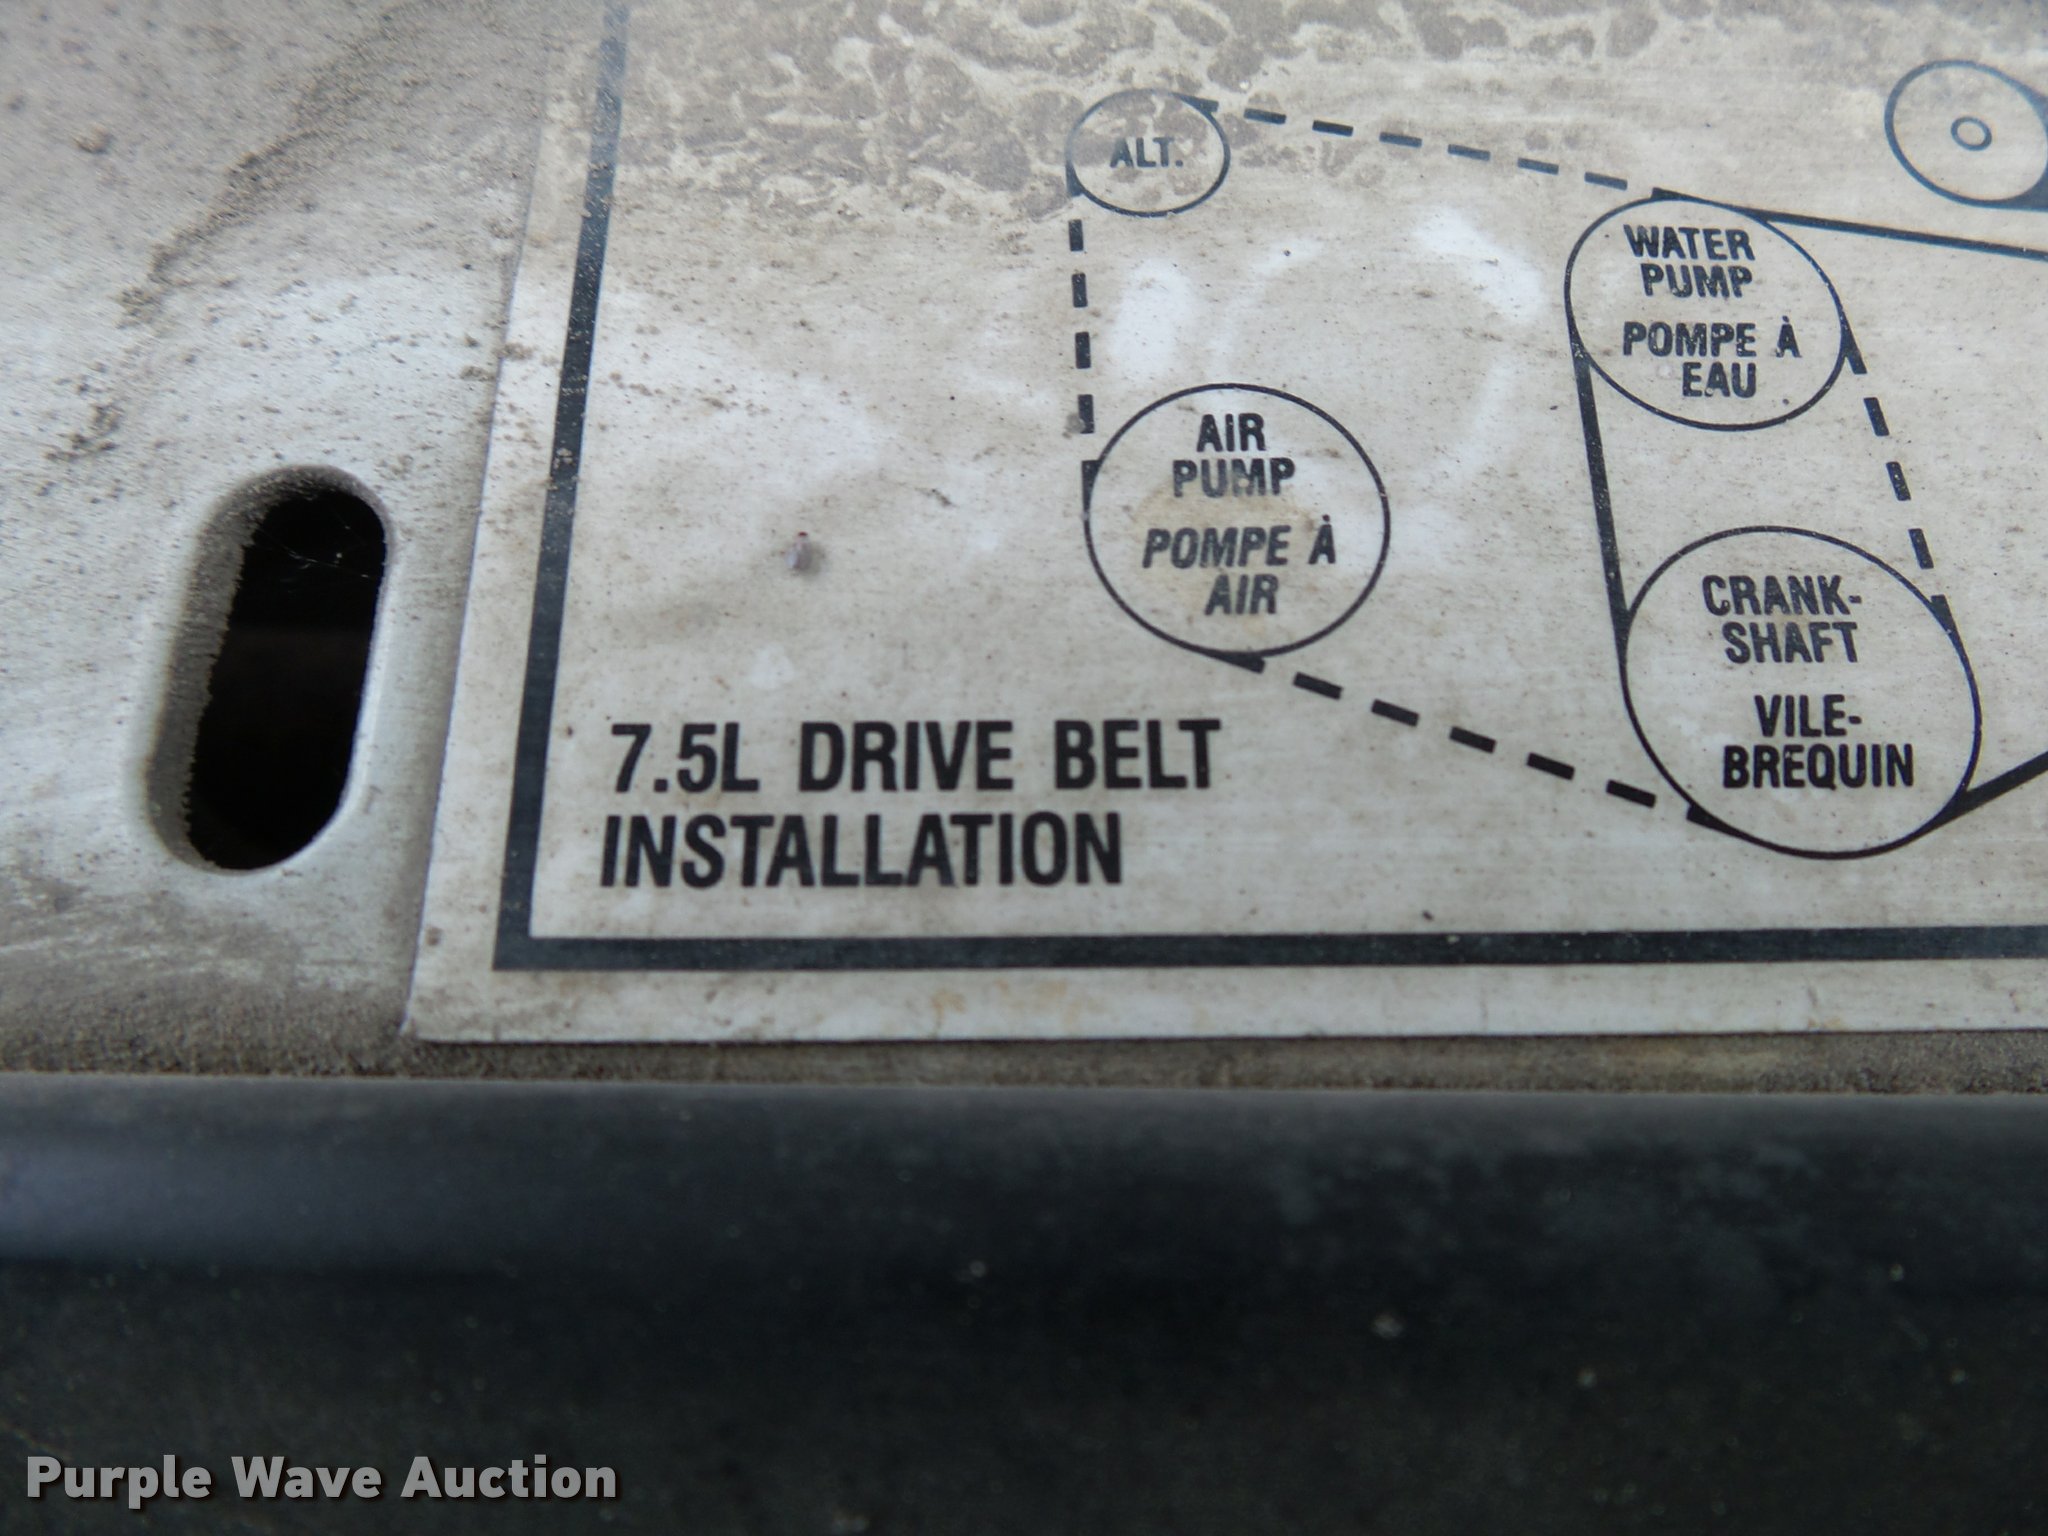 ALT.
WATER
PUMP
POMPE À
EAU
AIR
PUMP
POMPE À
AIR
CRANK-
SHAFT
VILE-
BREQUIN
7.5L DRIVE BELT
INSTALLATION
Purple Wave Auction